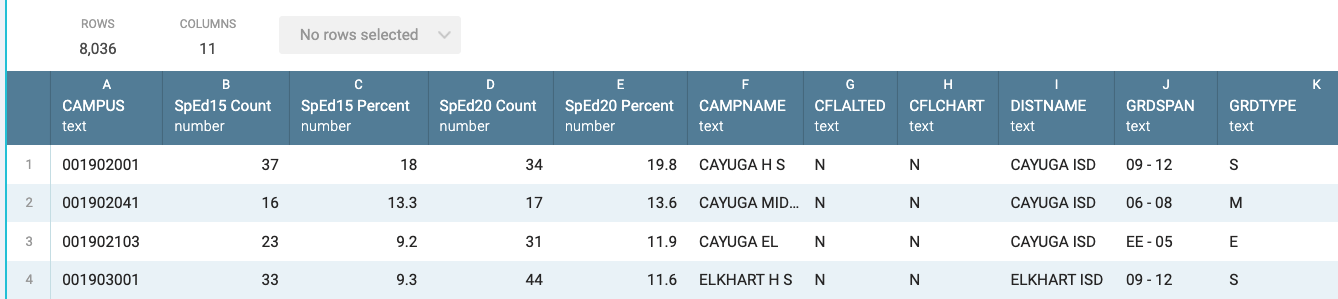 ROWS COLUMNS No rows selected
8,036 11
A B C D E F G H I J K
CAMPUS SpEd15 Count SpEd15 Percent SpEd20 Count SpEd20 Percent CAMPNAME CFLALTED CFLCHART DISTNAME GRDSPAN GRDTYPE
text number number number number text text text text text text
1 001902001 37 18 34 19.8 CAYUGA H S N N CAYUGA ISD 09 - 12 S
2 001902041 16 13.3 17 13.6 CAYUGA MID... N N CAYUGA ISD 06 - 08 M
3 001902103 23 9.2 31 11.9 CAYUGA EL N N CAYUGA ISD EE - 05 E
4 001903001 33 9.3 44 11.6 ELKHART H S N N ELKHART ISD 09 - 12 S